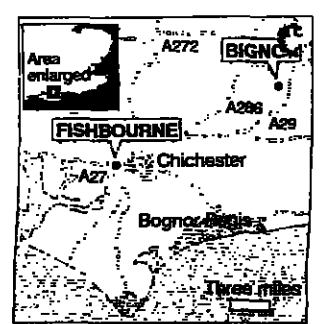 A272
Area
enlarged
BIGNOR
A286
A29
FISHBOURNE
Chichester
A27
Bognor Regis
Three miles